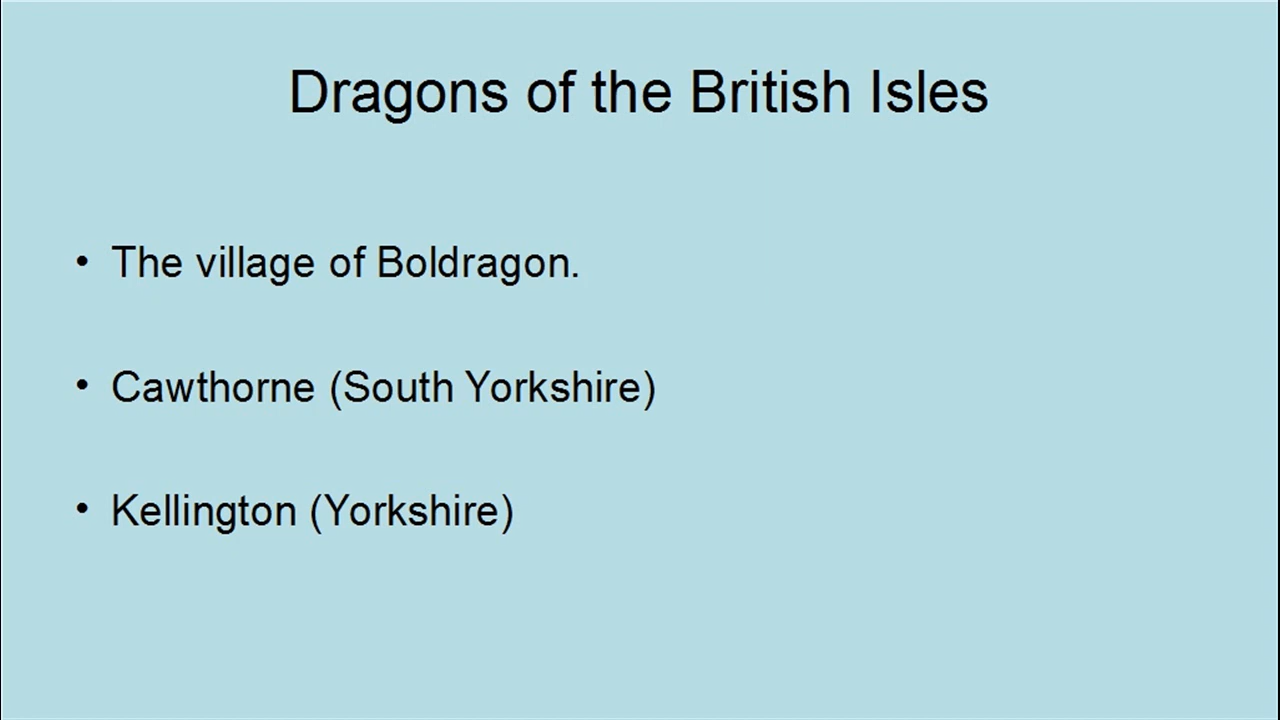 Dragons of the British Isles
• The village of Boldragon.
• Cawthorne (South Yorkshire)
• Kellington (Yorkshire)